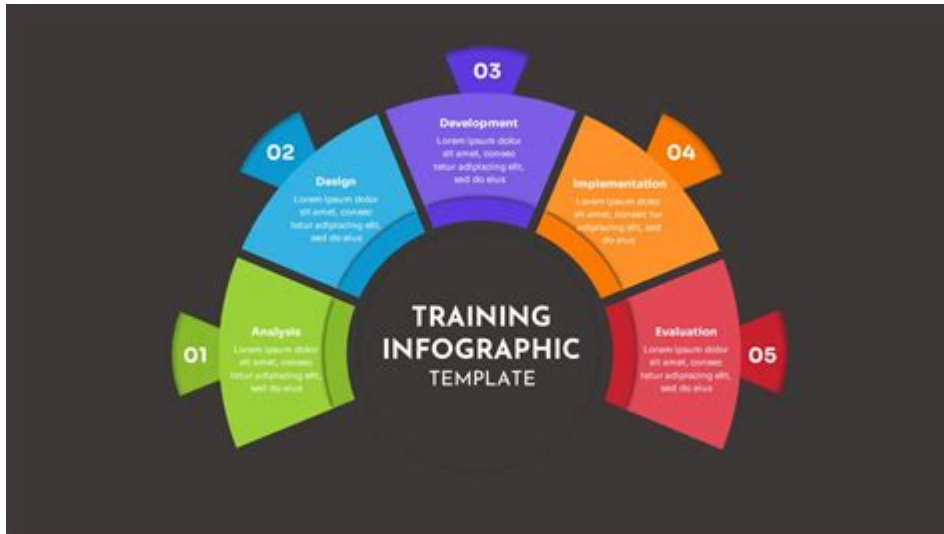 01
Analysis
Lorem ipsum dolor
sit amet, consec
tetur adipiscing elit,
sed do eius
02
Design
Lorem ipsum dolor
sit amet, consec
tetur adipiscing elit,
sed do eius
03
Development
Lorem ipsum dolor
sit amet, consec
tetur adipiscing elit,
sed do eius
04
Implementation
Lorem ipsum dolor
sit amet, consec tur
adipiscing elit, sed
do eius
05
Evaluation
Lorem ipsum dolor
sit amet, consec
tetur adipiscing elit,
sed do eius
TRAINING
INFOGRAPHIC
TEMPLATE